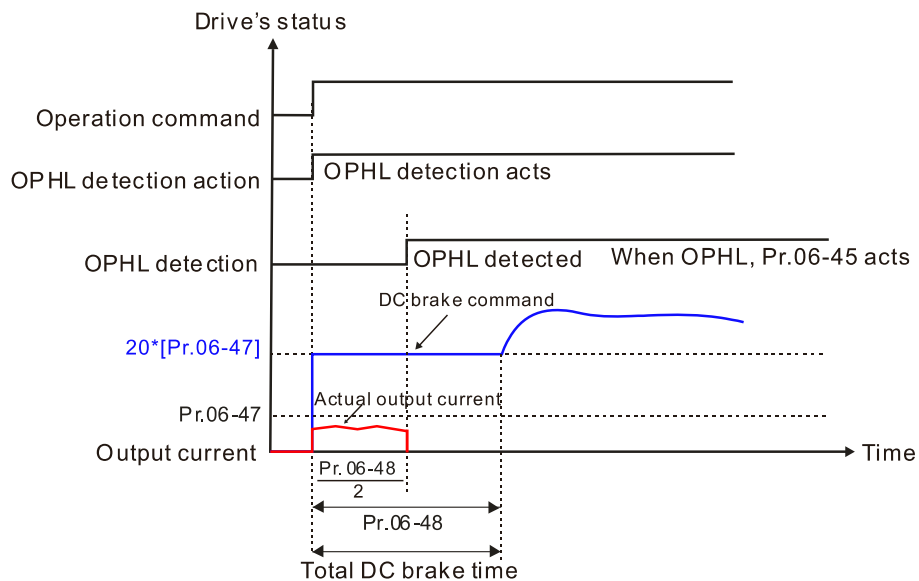 Drive's status
Operation command
OPHL detection action
OPHL detection acts
OPHL detection
OPHL detected
When OPHL, Pr.06-45 acts
DC brake command
20*[Pr.06-47]
Actual output current
Pr.06-47
Output current
Time
Pr. 06-48
2
Pr.06-48
Total DC brake time